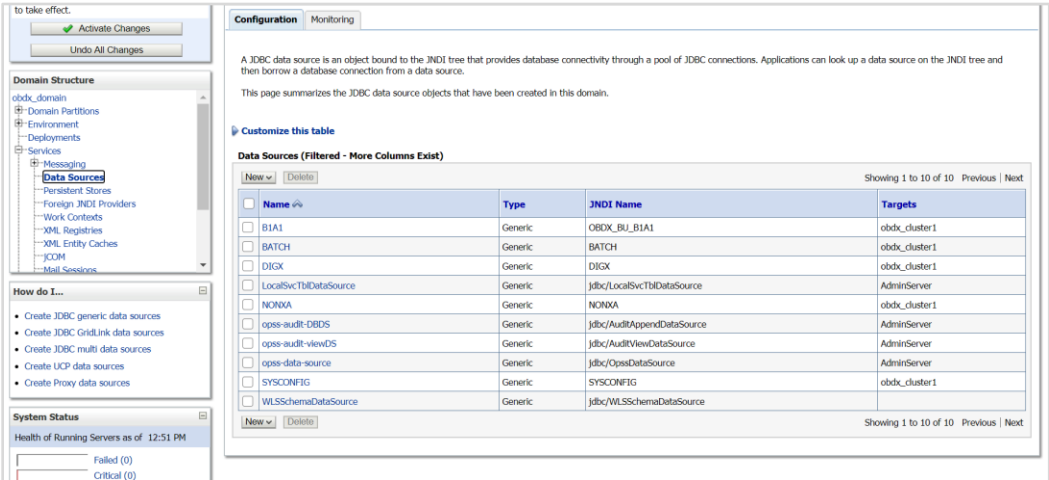 to take effect.
Activate Changes
Undo All Changes
Domain Structure
obdx_domain
Domain Partitions
Environment
Deployments
Services
Messaging
Data Sources
Persistent Stores
Foreign JNDI Providers
Work Contexts
XML Registries
XML Entity Caches
jCOM
Mail Sessions
How do I...
Create JDBC generic data sources
Create JDBC GridLink data sources
Create JDBC multi data sources
Create UCP data sources
Create Proxy data sources
System Status
Health of Running Servers as of 12:51 PM
Failed (0)
Critical (0)
Configuration Monitoring
A JDBC data source is an object bound to the JNDI tree that provides database connectivity through a pool of JDBC connections. Applications can look up a data source on the JNDI tree and
then borrow a database connection from a data source.
This page summarizes the JDBC data source objects that have been created in this domain.
Customize this table
Data Sources (Filtered - More Columns Exist)
New Delete Showing 1 to 10 of 10 Previous | Next
Name Type JNDI Name Targets
B1A1 Generic OBDX_BU_B1A1 obdx_cluster1
BATCH Generic BATCH obdx_cluster1
DIGX Generic DIGX obdx_cluster1
LocalSvcTblDataSource Generic jdbc/LocalSvcTblDataSource AdminServer
NONXA Generic NONXA obdx_cluster1
opss-audit-DBDS Generic jdbc/AuditAppendDataSource AdminServer
opss-audit-viewDS Generic jdbc/AuditViewDataSource AdminServer
opss-data-source Generic jdbc/OpssDataSource AdminServer
SYSCONFIG Generic SYSCONFIG obdx_cluster1
WLSSchemaDataSource Generic jdbc/WLSSchemaDataSource
New Delete Showing 1 to 10 of 10 Previous | Next